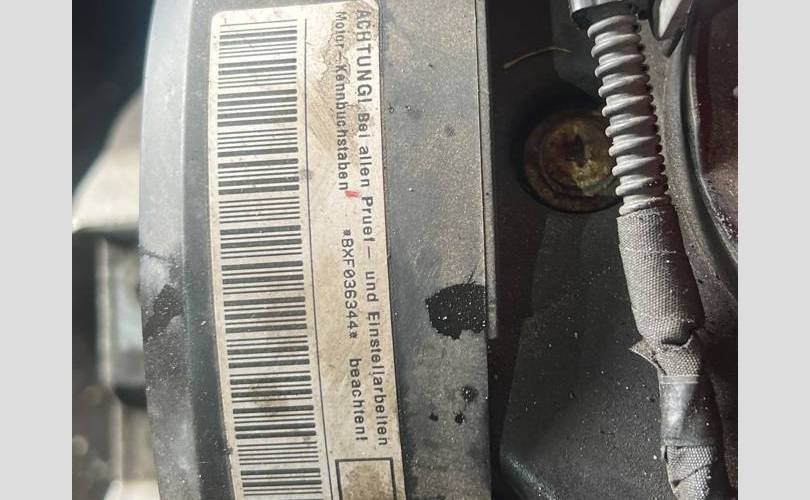 ACHTUNG! Bei allen Pruef- und Einstellarbeiten
Motor-Kennbuchstaben *BXF036344* beachten!